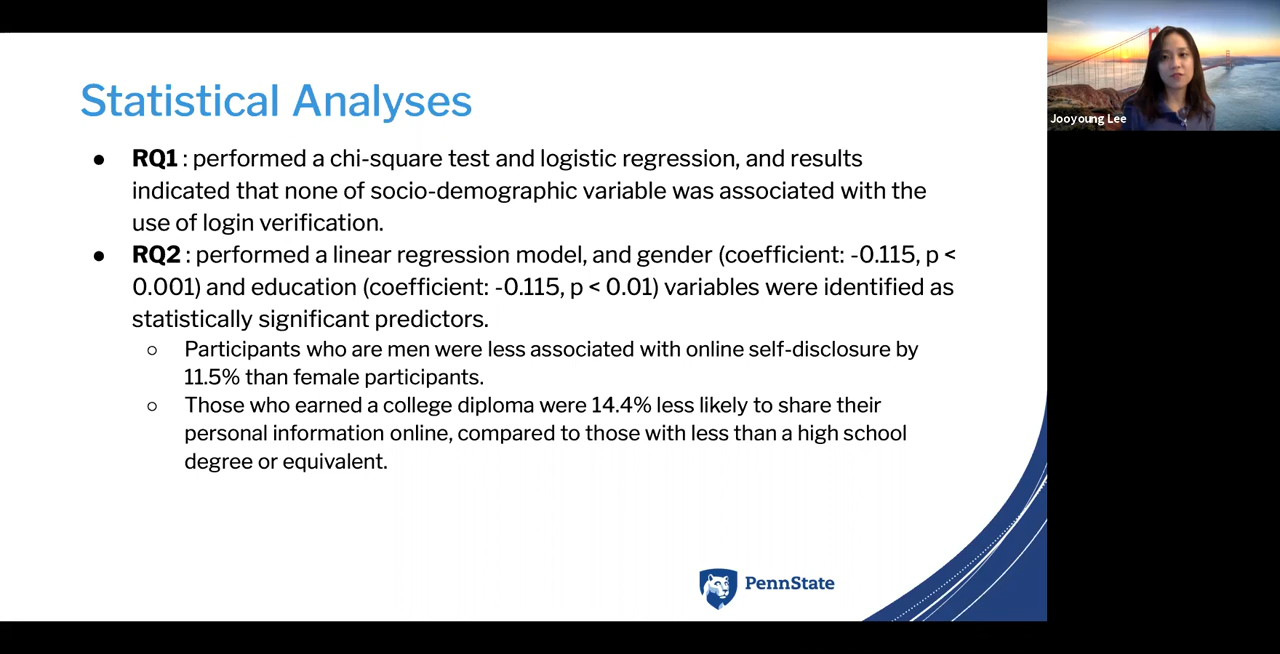 Statistical Analyses
● RQ1 : performed a chi-square test and logistic regression, and results
indicated that none of socio-demographic variable was associated with the
use of login verification.
● RQ2 : performed a linear regression model, and gender (coefficient: -0.115, p <
0.001) and education (coefficient: -0.115, p < 0.01) variables were identified as
statistically significant predictors.
○ Participants who are men were less associated with online self-disclosure by
11.5% than female participants.
○ Those who earned a college diploma were 14.4% less likely to share their
personal information online, compared to those with less than a high school
degree or equivalent.
PennState
Jooyoung Lee